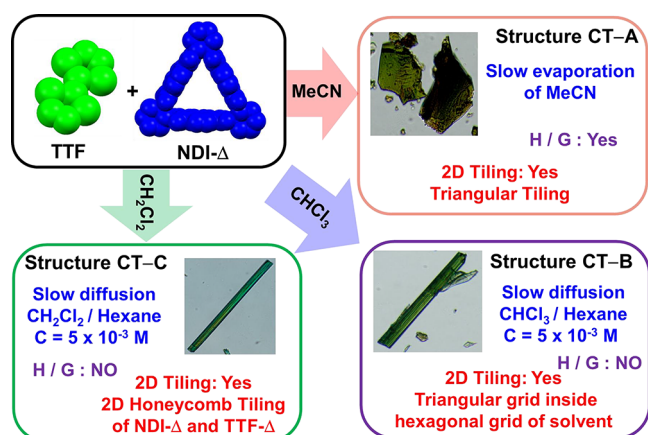 TTF
+
NDI-Δ
MeCN
CH2Cl2
CHCl3
Structure CT–A
Slow evaporation
of MeCN
H / G : Yes
2D Tiling: Yes
Triangular Tiling
Structure CT–C
Slow diffusion
CH₂Cl₂ / Hexane
C = 5 x 10⁻³ M
H / G : NO
2D Tiling: Yes
2D Honeycomb Tiling
of NDI-Δ and TTF-Δ
Structure CT–B
Slow diffusion
CHCl₃ / Hexane
C = 5 x 10⁻³ M
H / G: NO
2D Tiling: Yes
Triangular grid inside
hexagonal grid of solvent